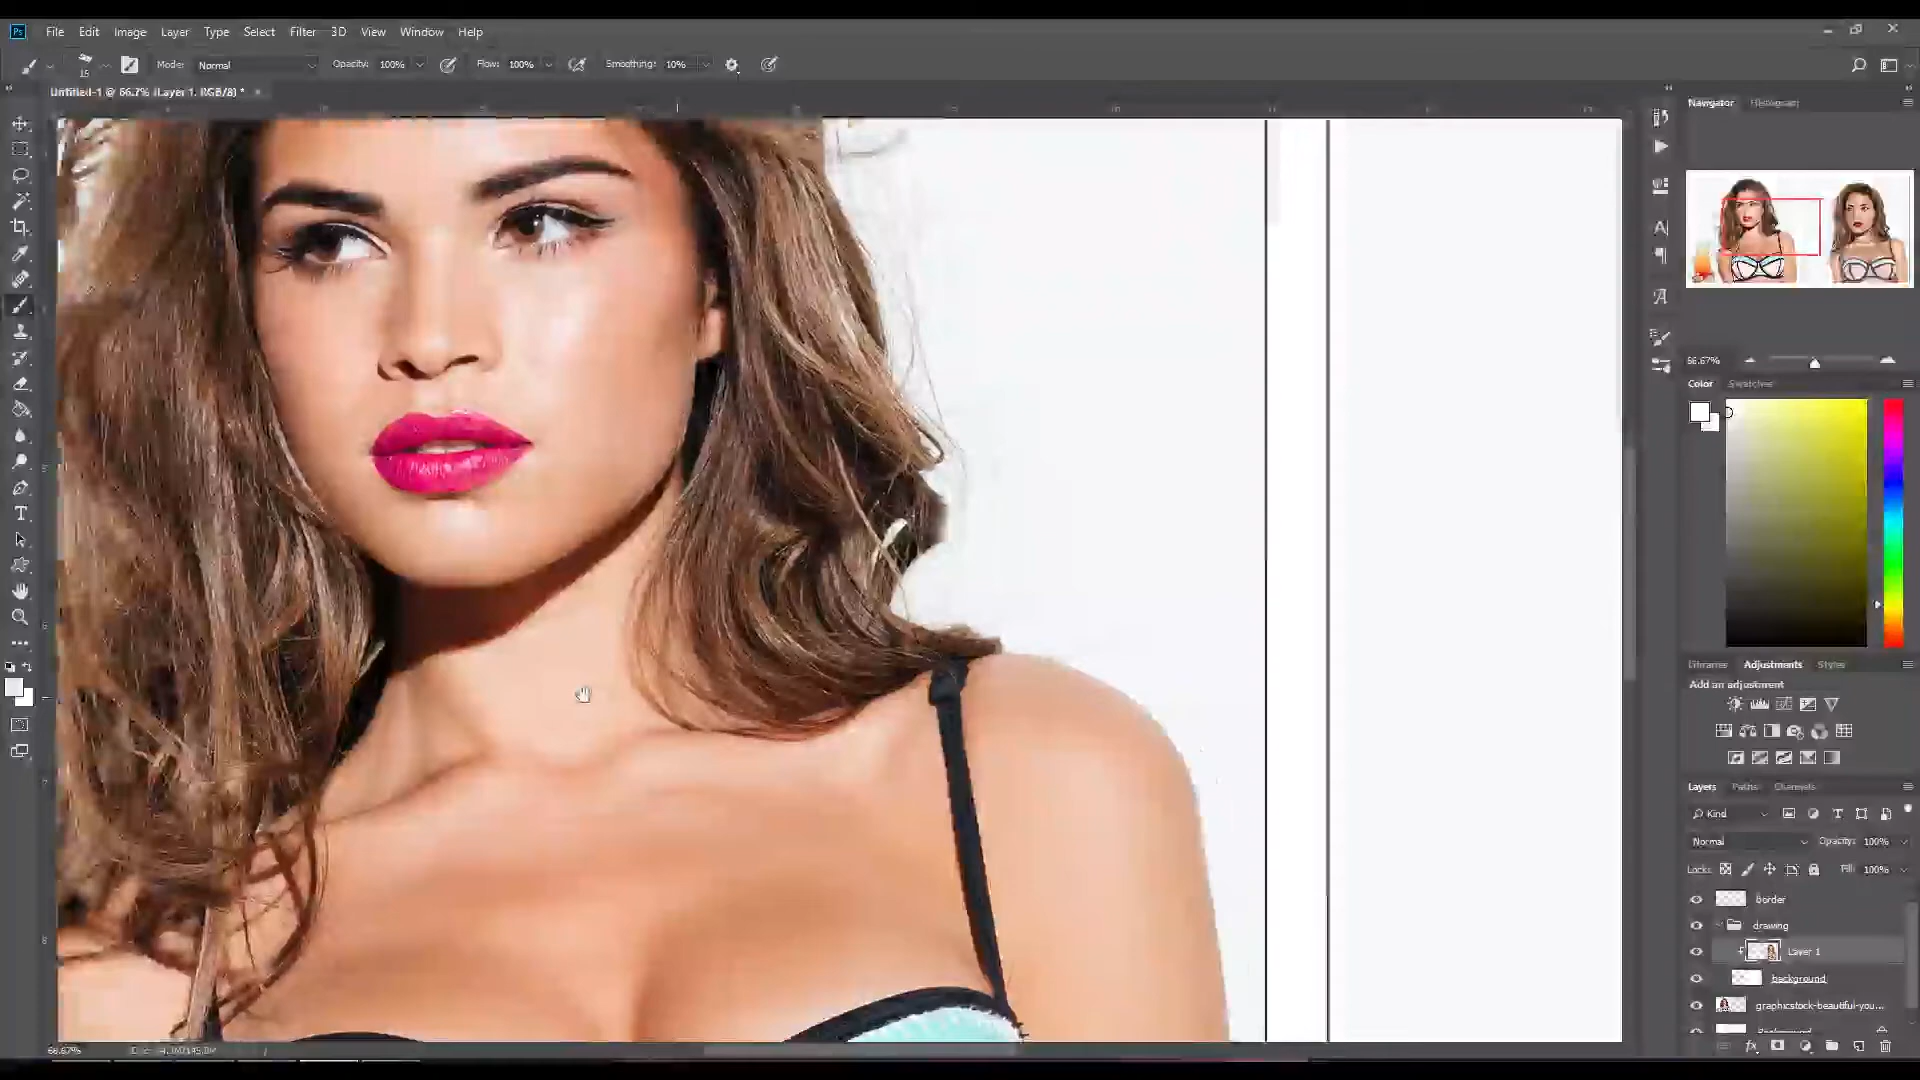 Ps File Edit Image Layer Type Select Filter 3D View Window Help
15 Mode: Normal Opacity: 100% Flow: 100% Smoothing: 10%
Untitled-1 @ 66.7% (Layer 1, RGB/8) *
Navigator Histogram
66.67%
Color Swatches
Libraries Adjustments Styles
Add an adjustment
Layers Paths Channels
Kind
Normal Opacity: 100%
Lock: Fill: 100%
border
drawing
Layer 1
background
graphicstock-beautiful-you...
Background
66.67%